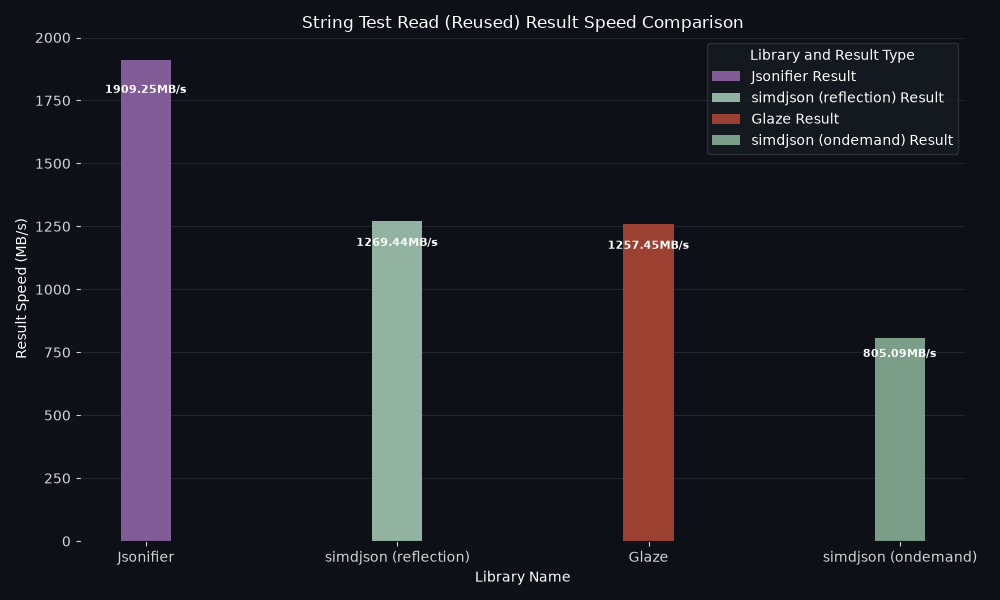 String Test Read (Reused) Result Speed Comparison
Library and Result Type
Jsonifier Result
simdjson (reflection) Result
Glaze Result
simdjson (ondemand) Result
Result Speed (MB/s)
2000
1750
1500
1250
1000
750
500
250
0
1909.25MB/s
1269.44MB/s
1257.45MB/s
805.09MB/s
Jsonifier
simdjson (reflection)
Glaze
simdjson (ondemand)
Library Name